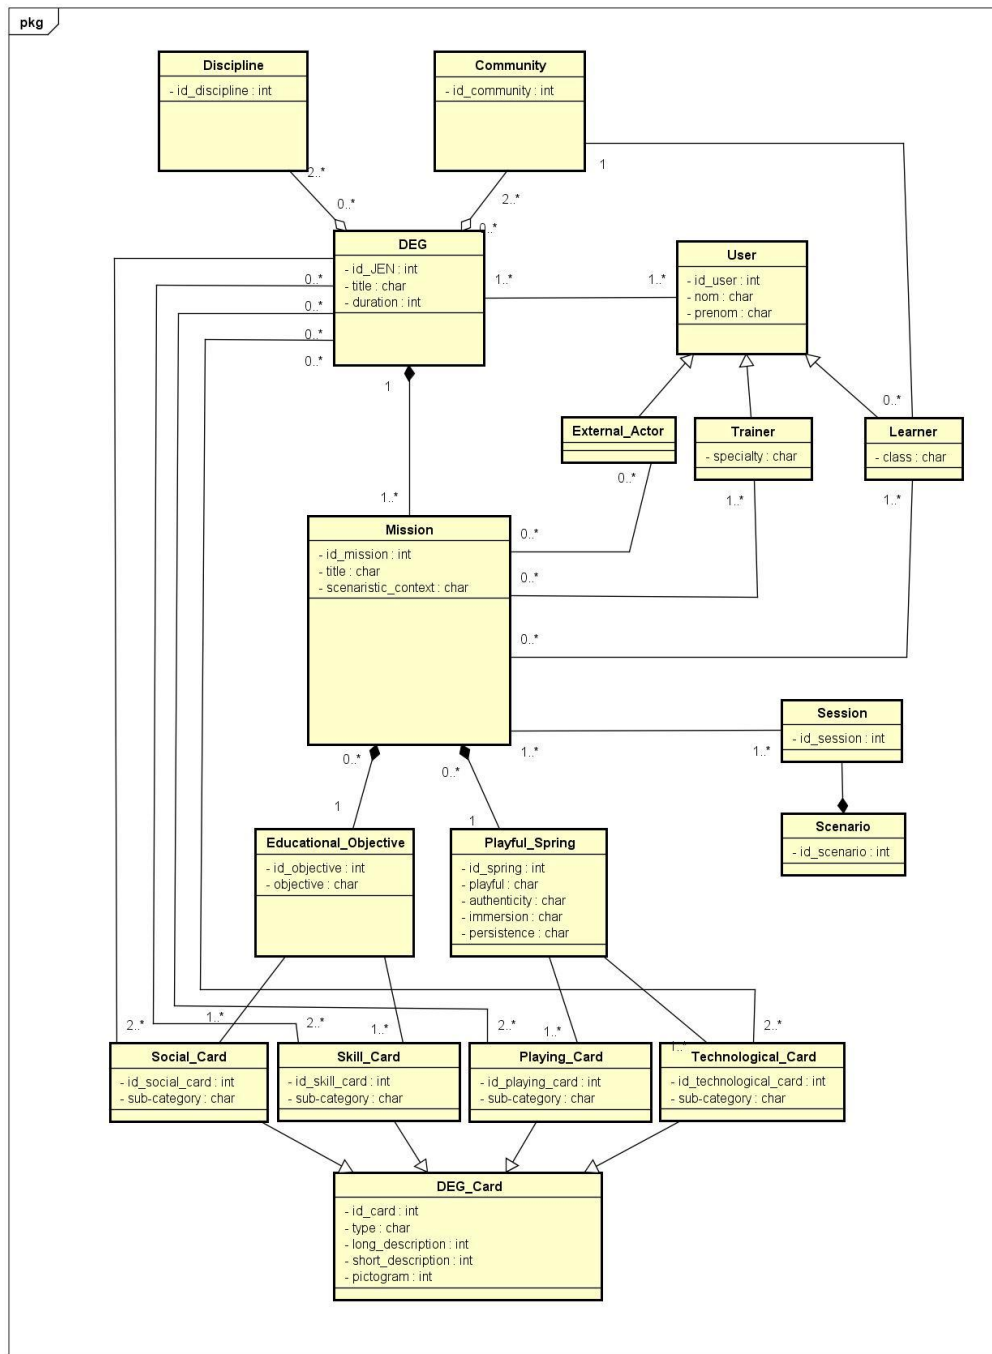 pkg
Discipline
- id_discipline : int
Community
- id_community : int
2..*
1
0..*
2..*
0..*
DEG
- id_JEN : int
- title : char
- duration : int
0..*
0..*
0..*
0..*
1..*
1..*
User
- id_user : int
- nom : char
- prenom : char
1
0..*
External_Actor
Trainer
- specialty : char
Learner
- class : char
0..*
1..*
1..*
1..*
Mission
- id_mission : int
- title : char
- scenaristic_context : char
0..*
0..*
0..*
Session
- id_session : int
1..*
1..*
0..*
0..*
1
1
Scenario
- id_scenario : int
Educational_Objective
- id_objective : int
- objective : char
Playful_Spring
- id_spring : int
- playful : char
- authenticity : char
- immersion : char
- persistence : char
2..*
1..*
2..*
1..*
2..*
1..*
1..*
2..*
Social_Card
- id_social_card : int
- sub-category : char
Skill_Card
- id_skill_card : int
- sub-category : char
Playing_Card
- id_playing_card : int
- sub-category : char
Technological_Card
- id_technological_card : int
- sub-category : char
DEG_Card
- id_card : int
- type : char
- long_description : int
- short_description : int
- pictogram : int